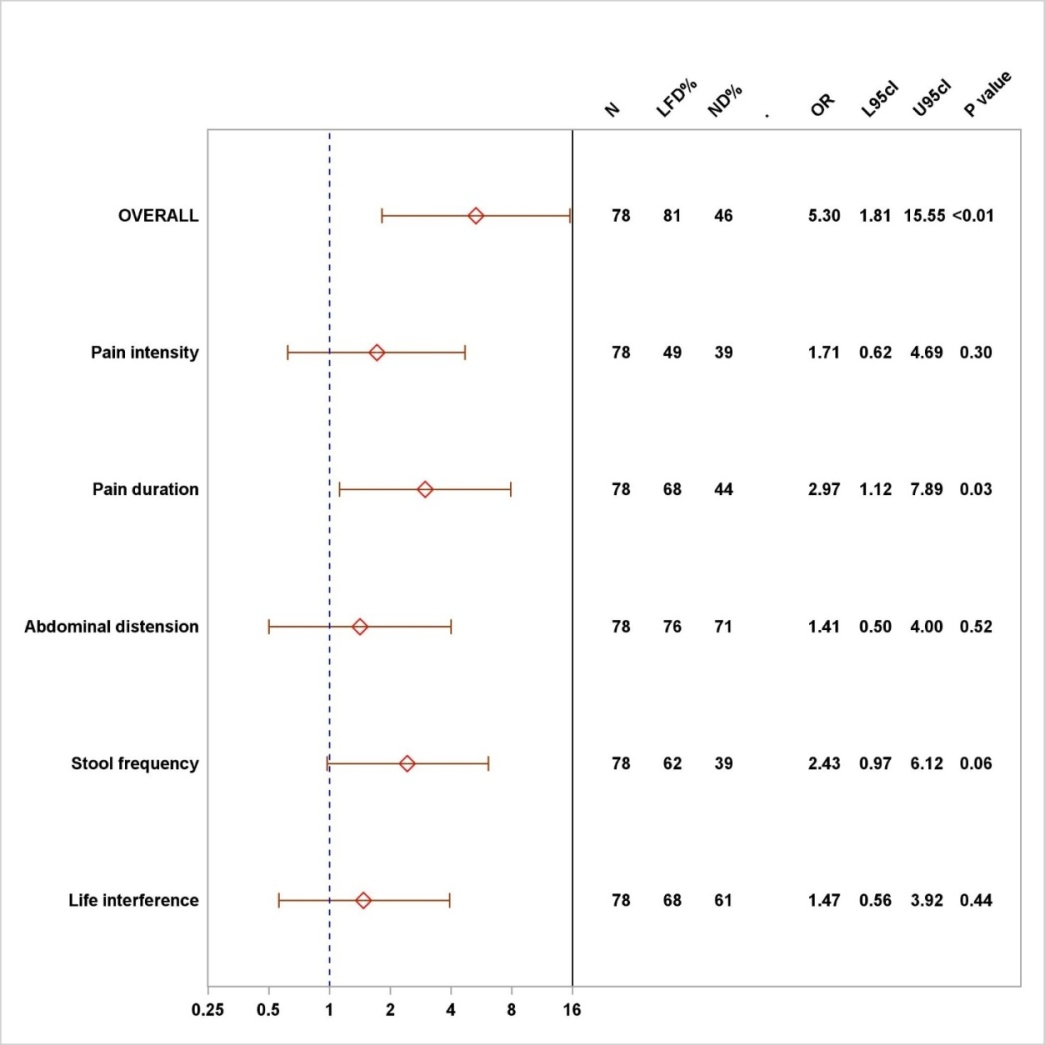 N LFD% ND% . OR L95cl U95cl P value
OVERALL 78 81 46 5.30 1.81 15.55 <0.01
Pain intensity 78 49 39 1.71 0.62 4.69 0.30
Pain duration 78 68 44 2.97 1.12 7.89 0.03
Abdominal distension 78 76 71 1.41 0.50 4.00 0.52
Stool frequency 78 62 39 2.43 0.97 6.12 0.06
Life interference 78 68 61 1.47 0.56 3.92 0.44
0.25 0.5 1 2 4 8 16